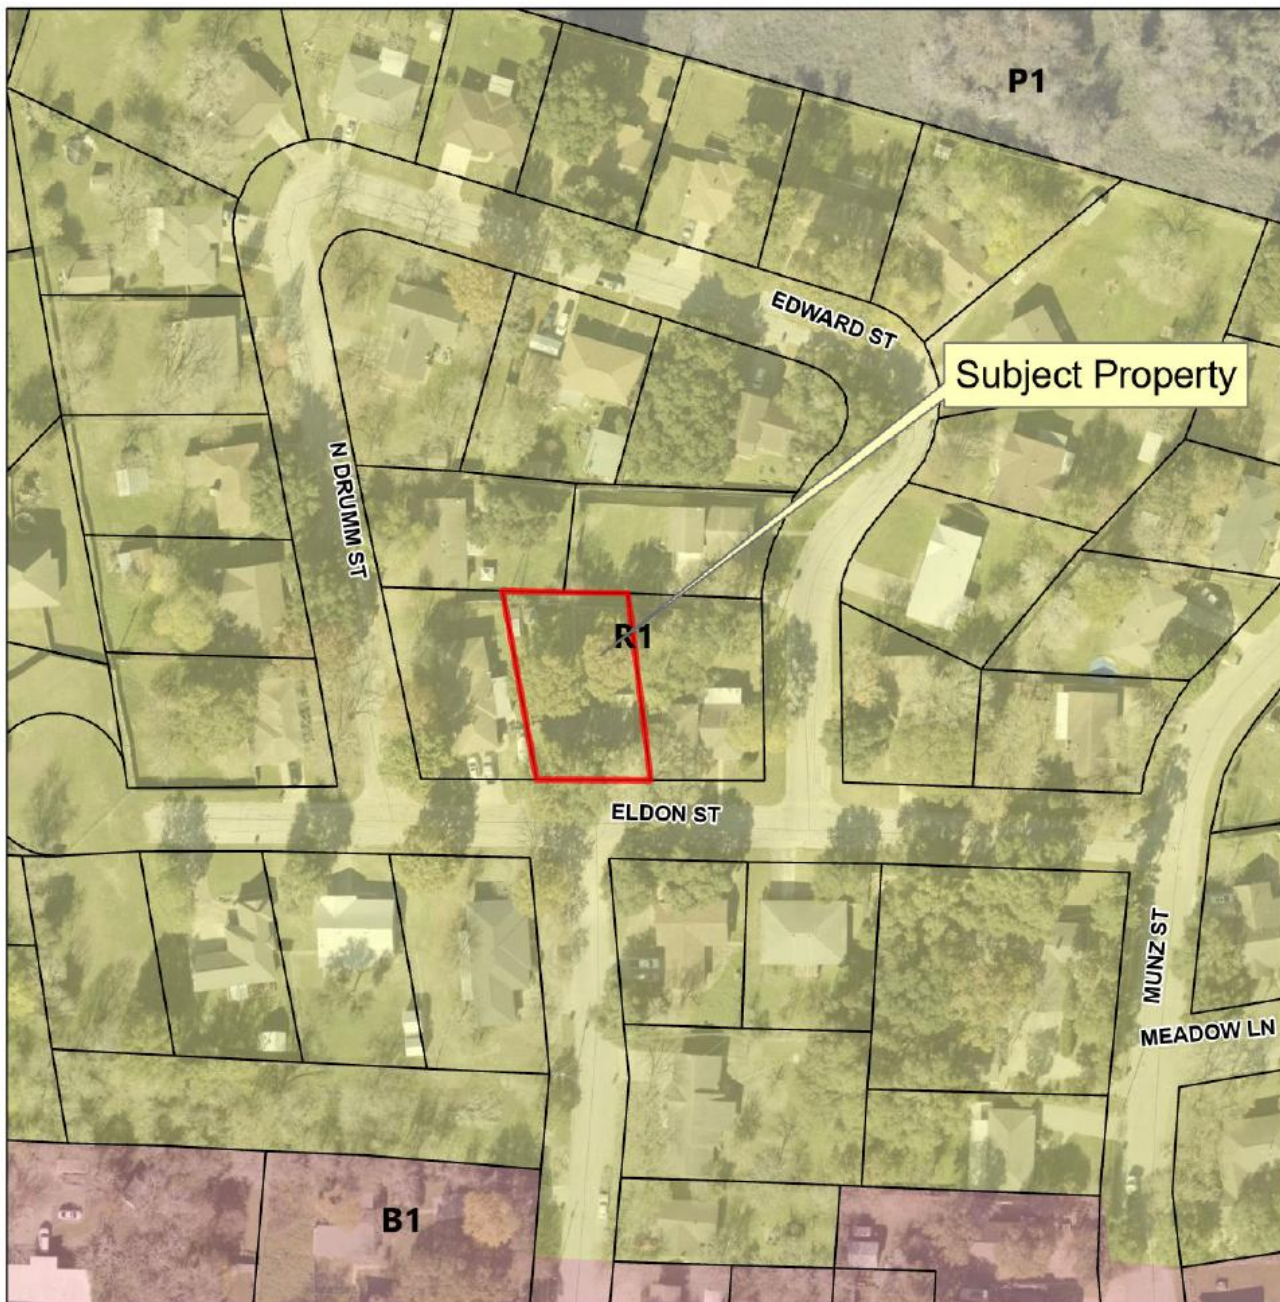 P1
EDWARD ST
Subject Property
N DRUMM ST
R1
ELDON ST
MUNZ ST
MEADOW LN
B1